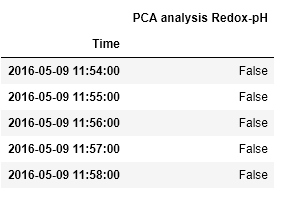 PCA analysis Redox-pH
Time
2016-05-09 11:54:00 False
2016-05-09 11:55:00 False
2016-05-09 11:56:00 False
2016-05-09 11:57:00 False
2016-05-09 11:58:00 False